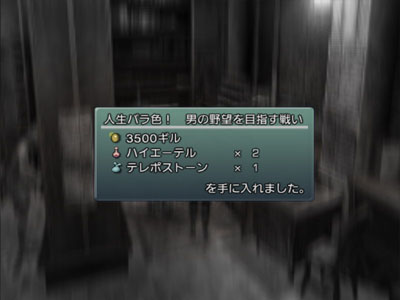 人生バラ色！　男の野望を目指す戦い
3500ギル
ハイエーテル　×　2
テレポストーン　×　1
を手に入れました。